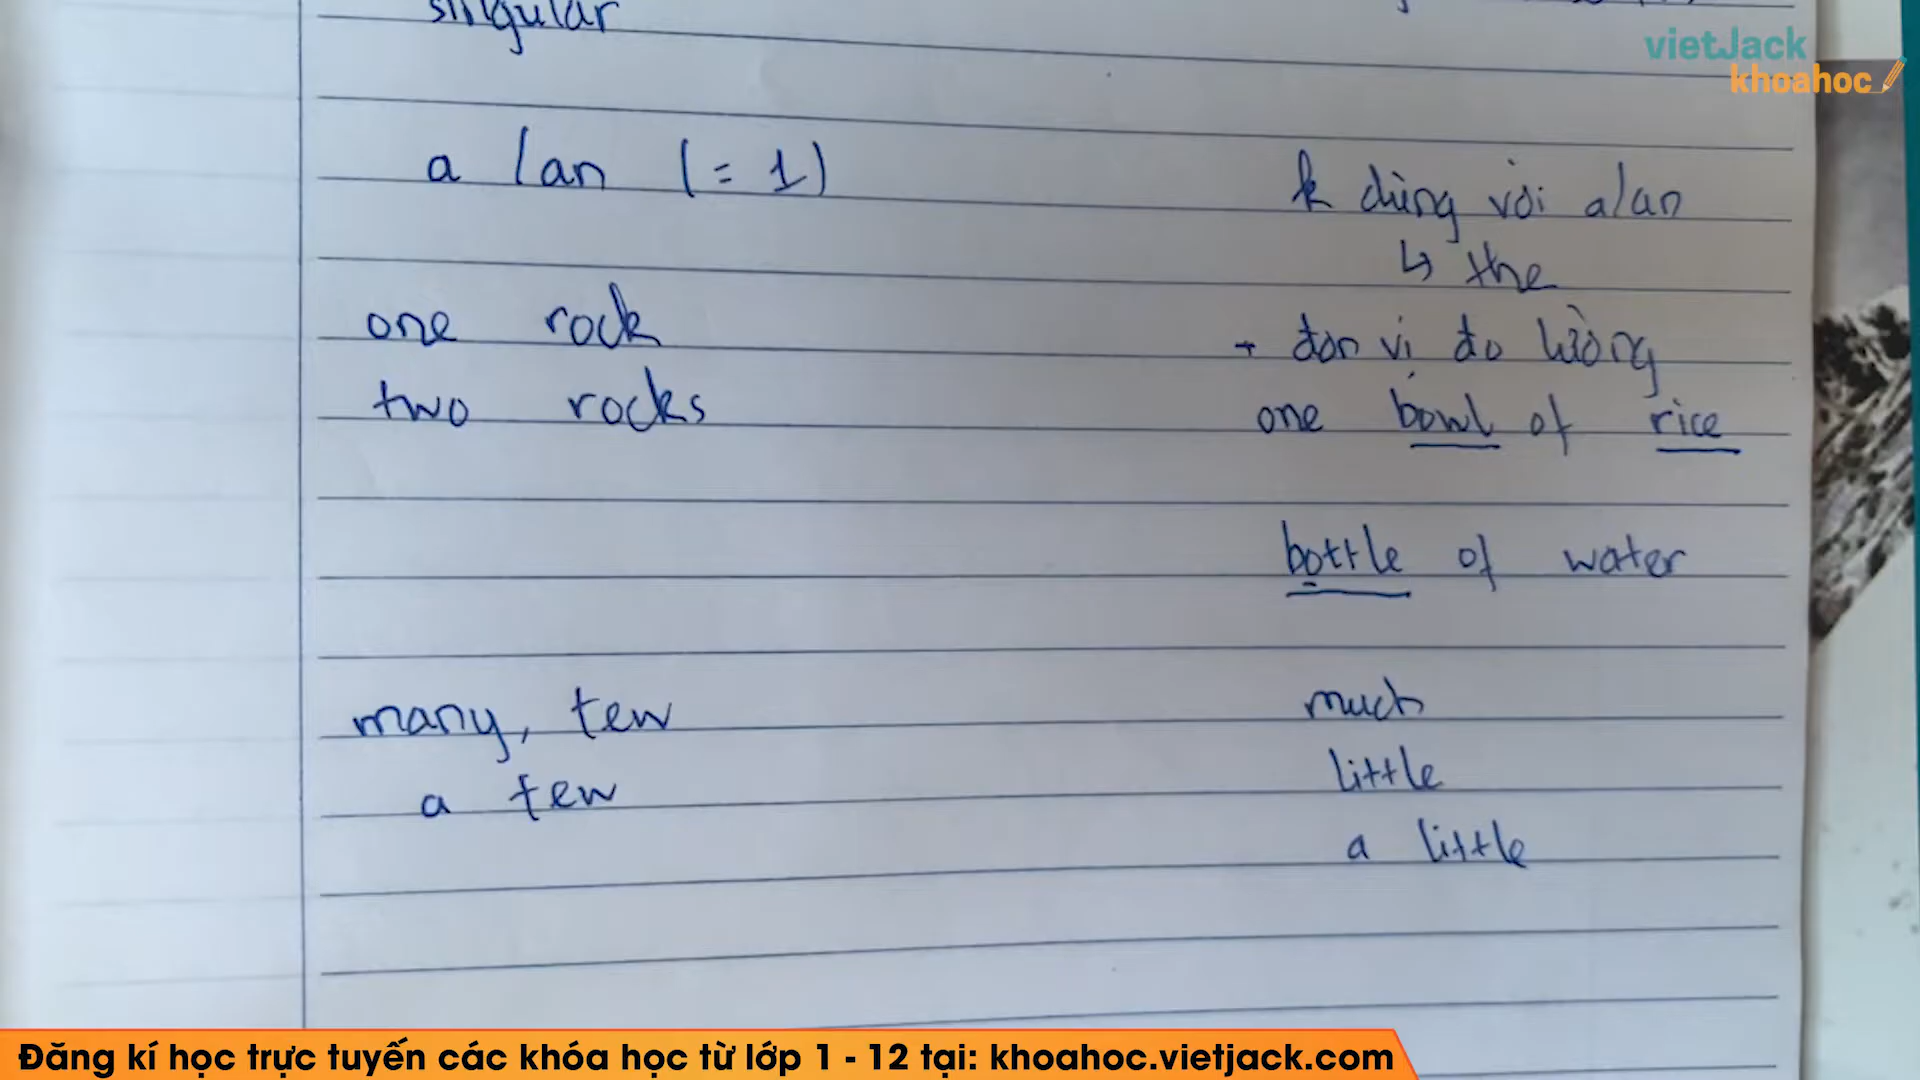 singular
vietJack
khoahoc
a / an (= 1)
k dùng với a/an
↳ the
one rock
+ đơn vị đo lường
two rocks
one bowl of rice
bottle of water
many, few
much
a few
little
a little
Đăng kí học trực tuyến các khóa học từ lớp 1 - 12 tại: khoahoc.vietjack.com